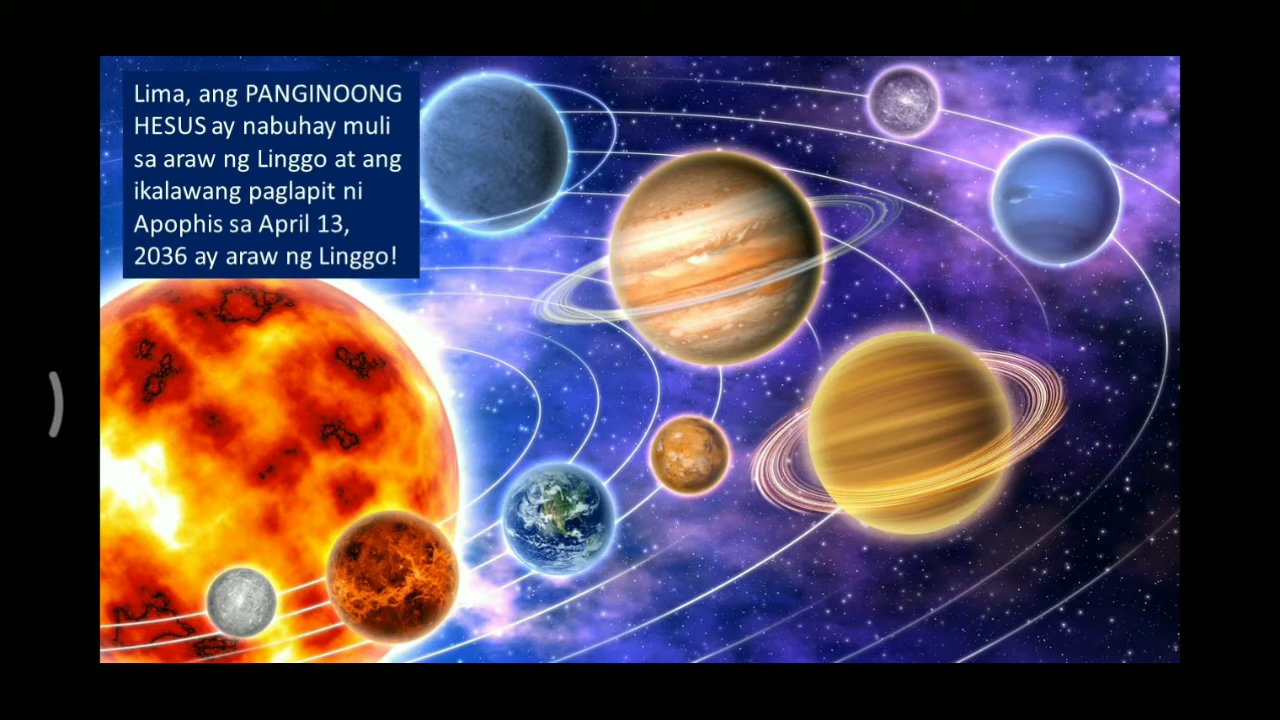 Lima, ang PANGINOONG
HESUS ay nabuhay muli
sa araw ng Linggo at ang
ikalawang paglapit ni
Apophis sa April 13,
2036 ay araw ng Linggo!